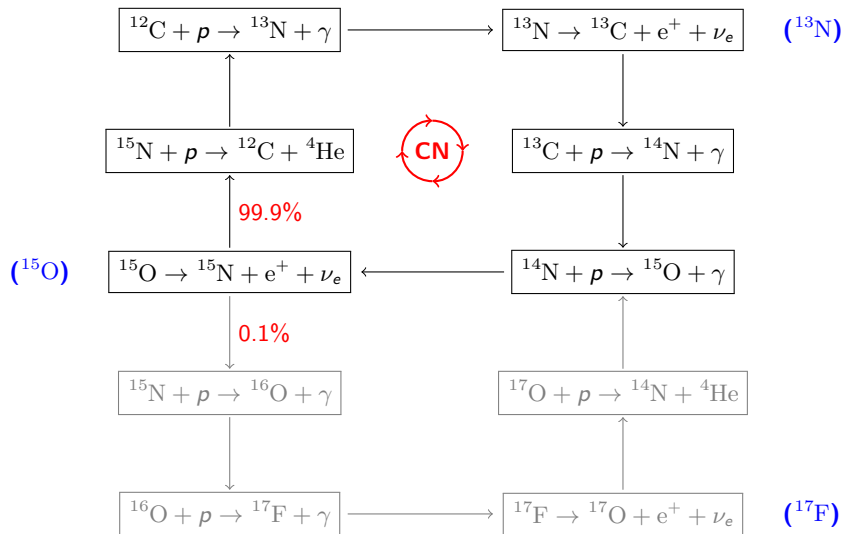 ¹²C + p → ¹³N + γ
¹³N → ¹³C + e⁺ + νₑ
(¹³N)
¹⁵N + p → ¹²C + ⁴He
CN
¹³C + p → ¹⁴N + γ
99.9%
(¹⁵O)
¹⁵O → ¹⁵N + e⁺ + νₑ
¹⁴N + p → ¹⁵O + γ
0.1%
¹⁵N + p → ¹⁶O + γ
¹⁷O + p → ¹⁴N + ⁴He
¹⁶O + p → ¹⁷F + γ
¹⁷F → ¹⁷O + e⁺ + νₑ
(¹⁷F)